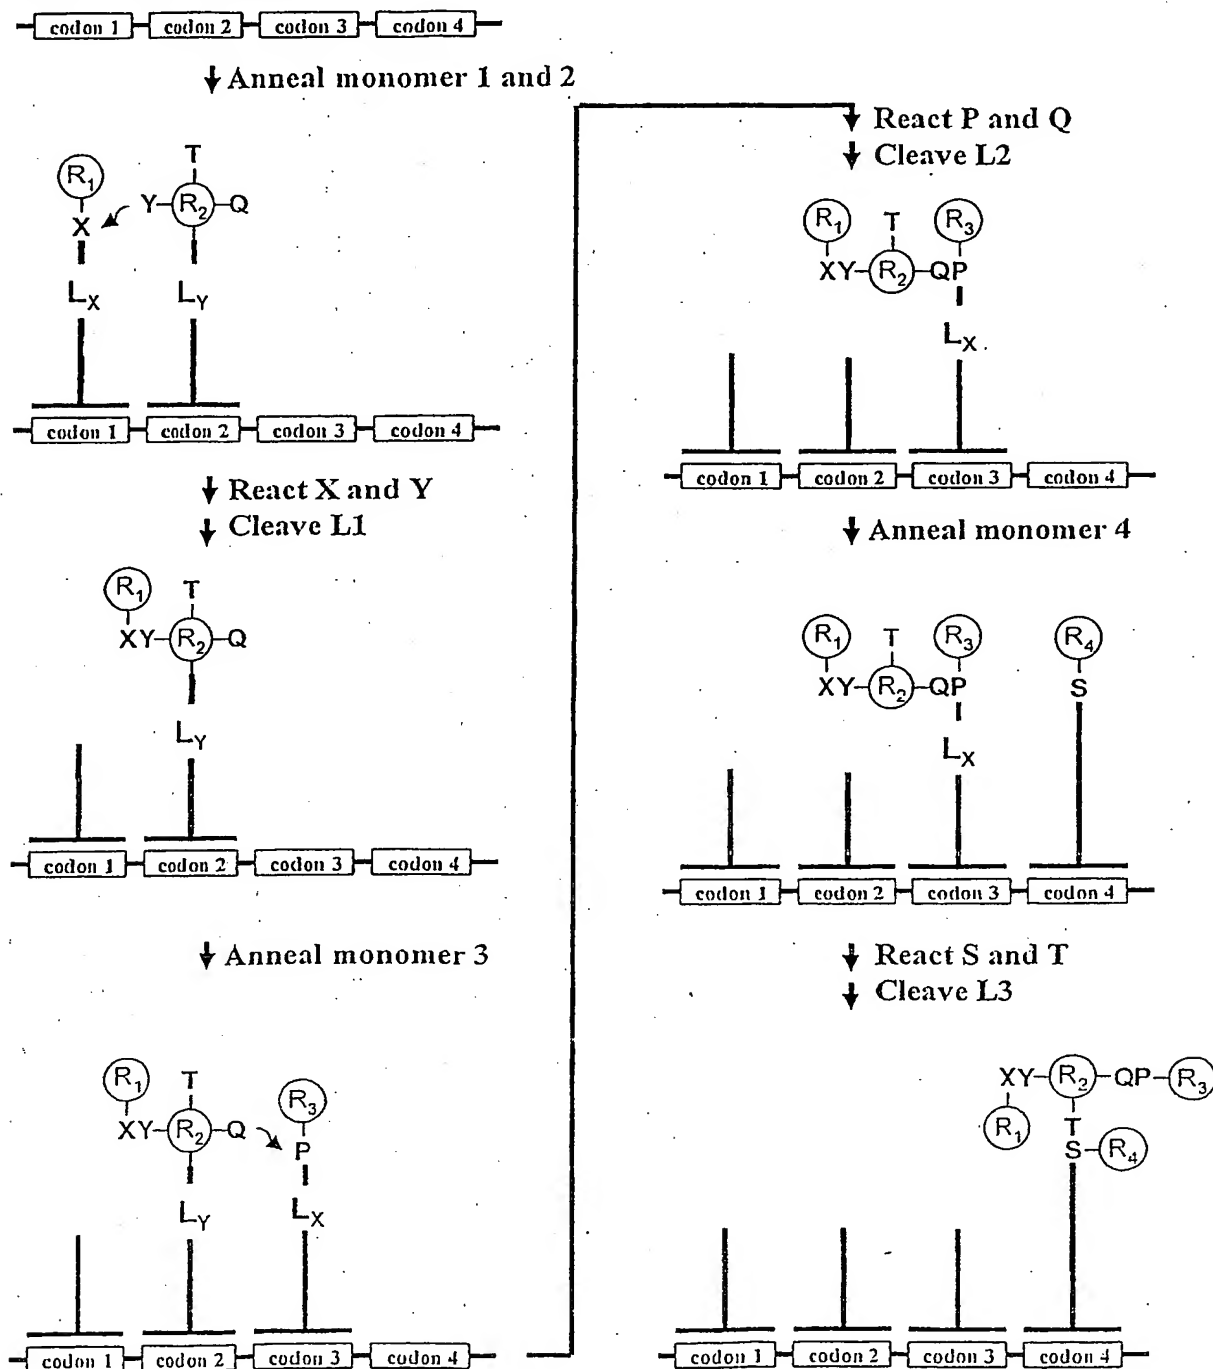 codon 1 codon 2 codon 3 codon 4
Anneal monomer 1 and 2
T
R1
Y R2 Q
X
LX LY
codon 1 codon 2 codon 3 codon 4
React X and Y
Cleave L1
R1 T
XY R2 Q
LY
codon 1 codon 2 codon 3 codon 4
Anneal monomer 3
R1 T
R3
XY R2 Q
P
LY LX
codon 1 codon 2 codon 3 codon 4
React P and Q
Cleave L2
R1 T R3
XY R2 QP
LX
codon 1 codon 2 codon 3 codon 4
Anneal monomer 4
R1 T R3 R4
XY R2 QP S
LX
codon 1 codon 2 codon 3 codon 4
React S and T
Cleave L3
XY R2 QP R3
R1 T
S R4
codon 1 codon 2 codon 3 codon 4